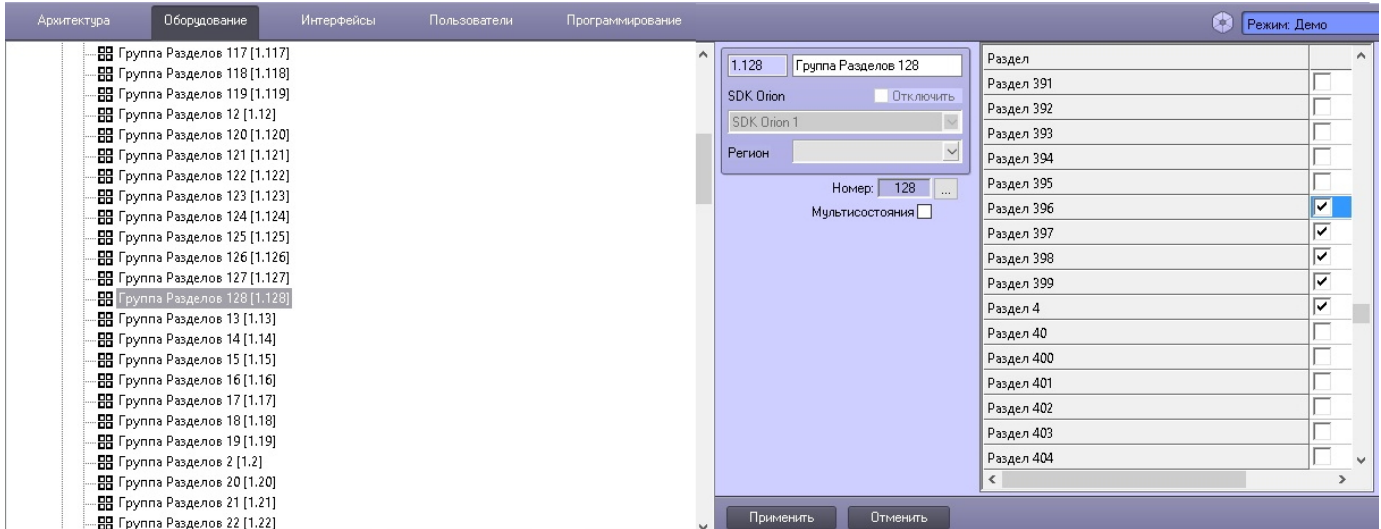 Архитектура Оборудование Интерфейсы Пользователи Программирование Режим: Демо
Группа Разделов 117 [1.117]
Группа Разделов 118 [1.118]
Группа Разделов 119 [1.119]
Группа Разделов 12 [1.12]
Группа Разделов 120 [1.120]
Группа Разделов 121 [1.121]
Группа Разделов 122 [1.122]
Группа Разделов 123 [1.123]
Группа Разделов 124 [1.124]
Группа Разделов 125 [1.125]
Группа Разделов 126 [1.126]
Группа Разделов 127 [1.127]
Группа Разделов 128 [1.128]
Группа Разделов 13 [1.13]
Группа Разделов 14 [1.14]
Группа Разделов 15 [1.15]
Группа Разделов 16 [1.16]
Группа Разделов 17 [1.17]
Группа Разделов 18 [1.18]
Группа Разделов 19 [1.19]
Группа Разделов 2 [1.2]
Группа Разделов 20 [1.20]
Группа Разделов 21 [1.21]
Группа Разделов 22 [1.22]
1.128 Группа Разделов 128
SDK Orion Отключить
SDK Orion 1
Регион
Номер: 128 ...
Мультисостояния
Раздел
Раздел 391
Раздел 392
Раздел 393
Раздел 394
Раздел 395
Раздел 396
Раздел 397
Раздел 398
Раздел 399
Раздел 4
Раздел 40
Раздел 400
Раздел 401
Раздел 402
Раздел 403
Раздел 404
Применить Отменить